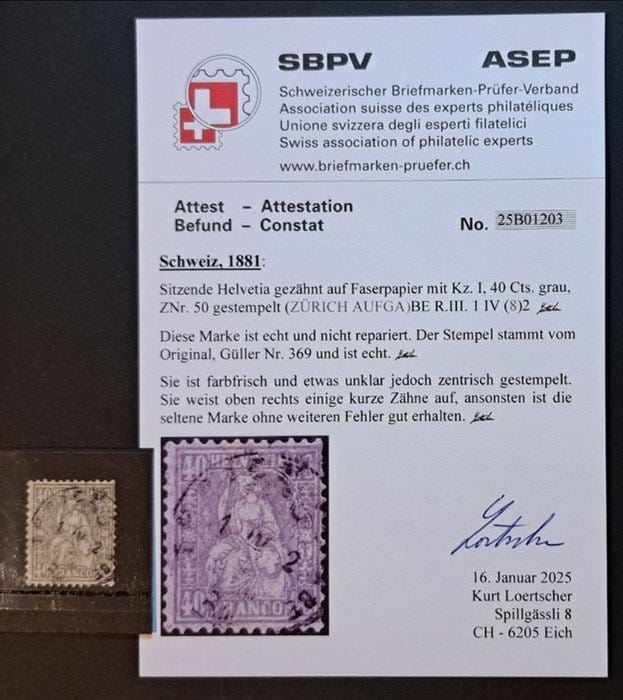 SBPV ASEP
Schweizerischer Briefmarken-Prüfer-Verband
Association suisse des experts philatéliques
Unione svizzera degli esperti filatelici
Swiss association of philatelic experts
www.briefmarken-pruefer.ch
Attest – Attestation
Befund – Constat
No. 25B01203
Schweiz, 1881:
Sitzende Helvetia gezähnt auf Faserpapier mit Kz. I, 40 Cts. grau,
ZNr. 50 gestempelt (ZÜRICH AUFGA)BE R.III. 1 IV (8)2
Diese Marke ist echt und nicht repariert. Der Stempel stammt vom
Original, Güller Nr. 369 und ist echt.
Sie ist farbfrisch und etwas unklar jedoch zentrisch gestempelt.
Sie weist oben rechts einige kurze Zähne auf, ansonsten ist die
seltene Marke ohne weiteren Fehler gut erhalten.
40 HELVETIA
1 IV 2
40 FRANCO
16. Januar 2025
Kurt Loertscher
Spillgässli 8
CH - 6205 Eich